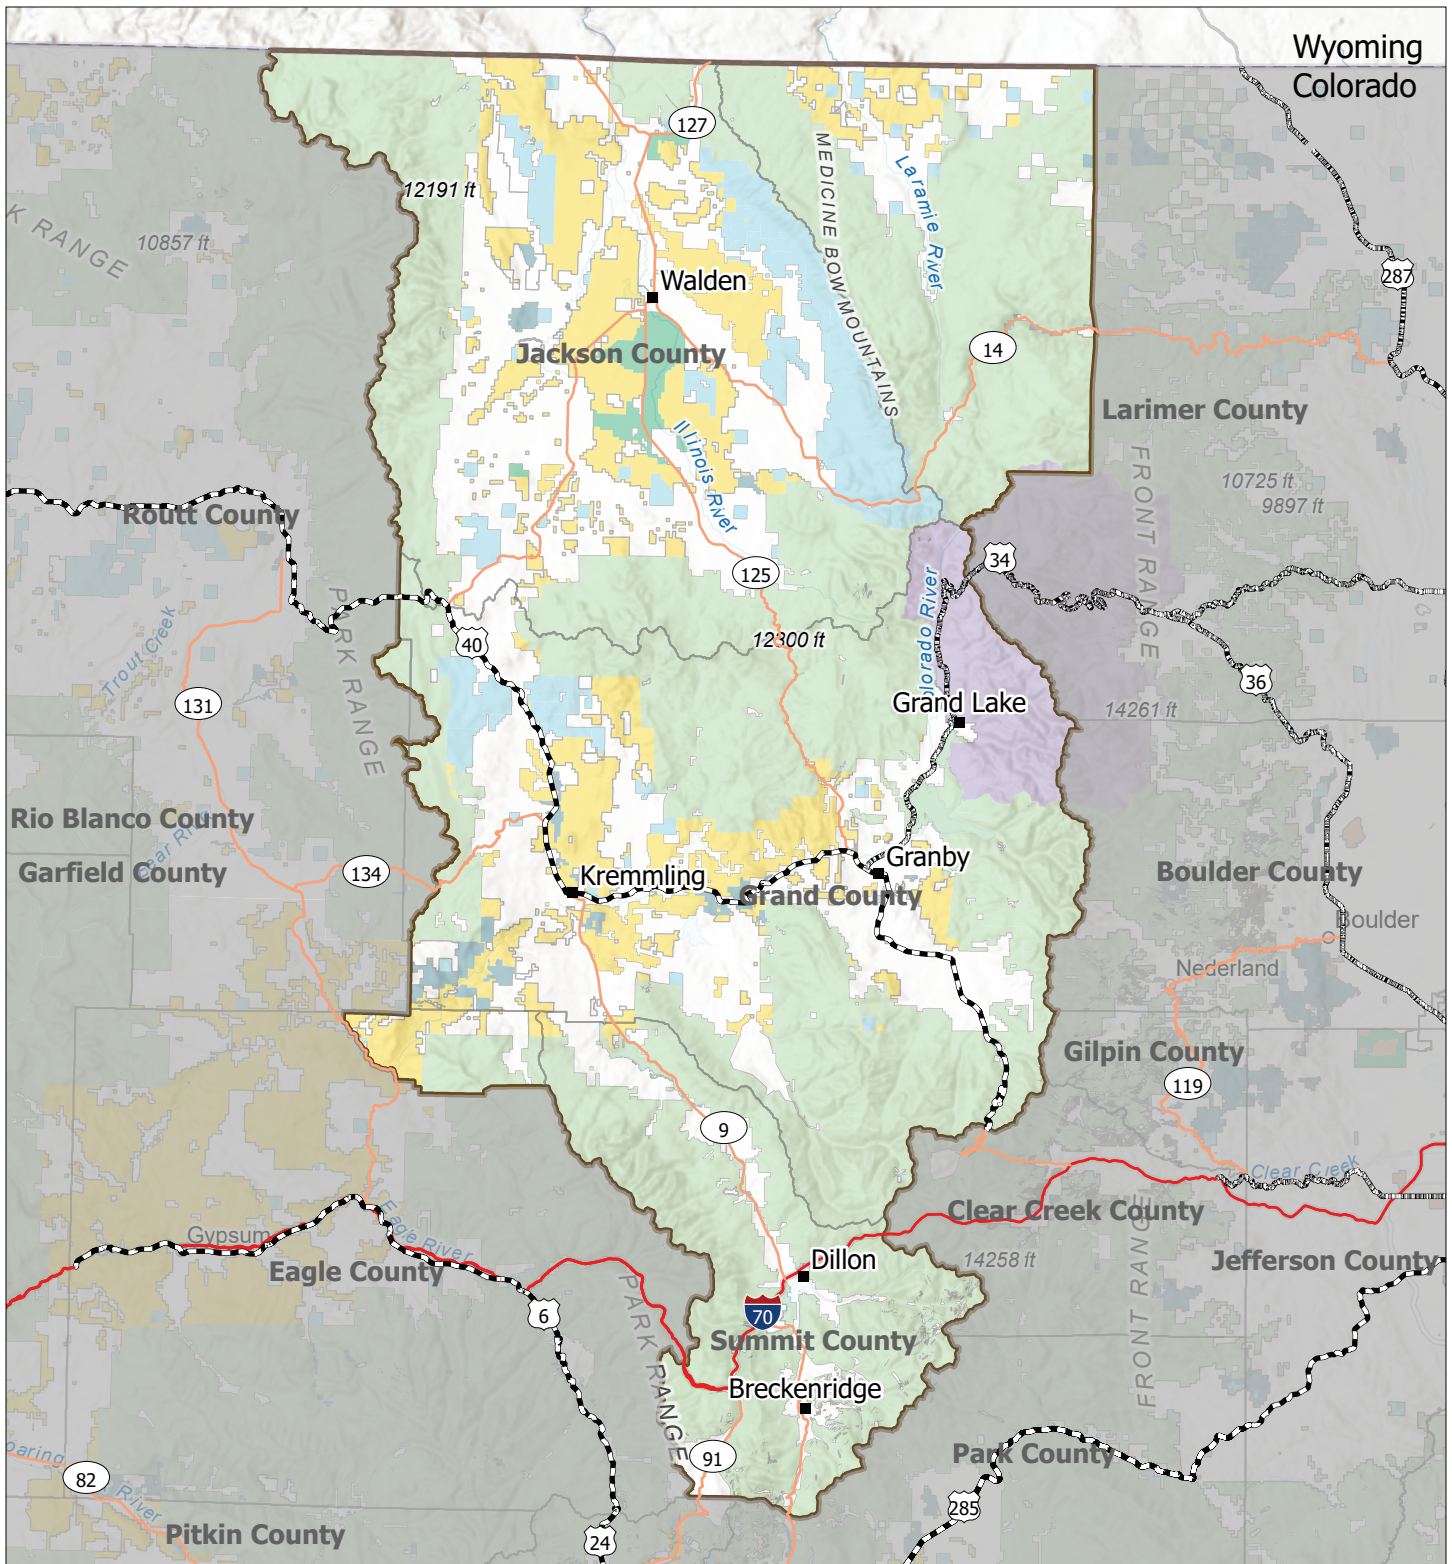 Wyoming
Colorado
127
12191 ft
K RANGE
10857 ft
MEDICINE BOW MOUNTAINS
Laramie River
287
Walden
Jackson County
14
Larimer County
Illinois River
FRONT RANGE
10725 ft
9897 ft
Routt County
125
34
Colorado River
PARK RANGE
Trout Creek
40
12300 ft
36
131
Grand Lake
14261 ft
Rio Blanco County
Garfield County
134
Kremmling
Granby
Grand County
Boulder County
Boulder
Nederland
Gilpin County
119
9
Clear Creek
Clear Creek County
Gypsum
Eagle River
Eagle County
Dillon
14258 ft
Jefferson County
6
70
PARK RANGE
Summit County
FRONT RANGE
Breckenridge
Park County
91
82
oaring
River
285
Pitkin County
24